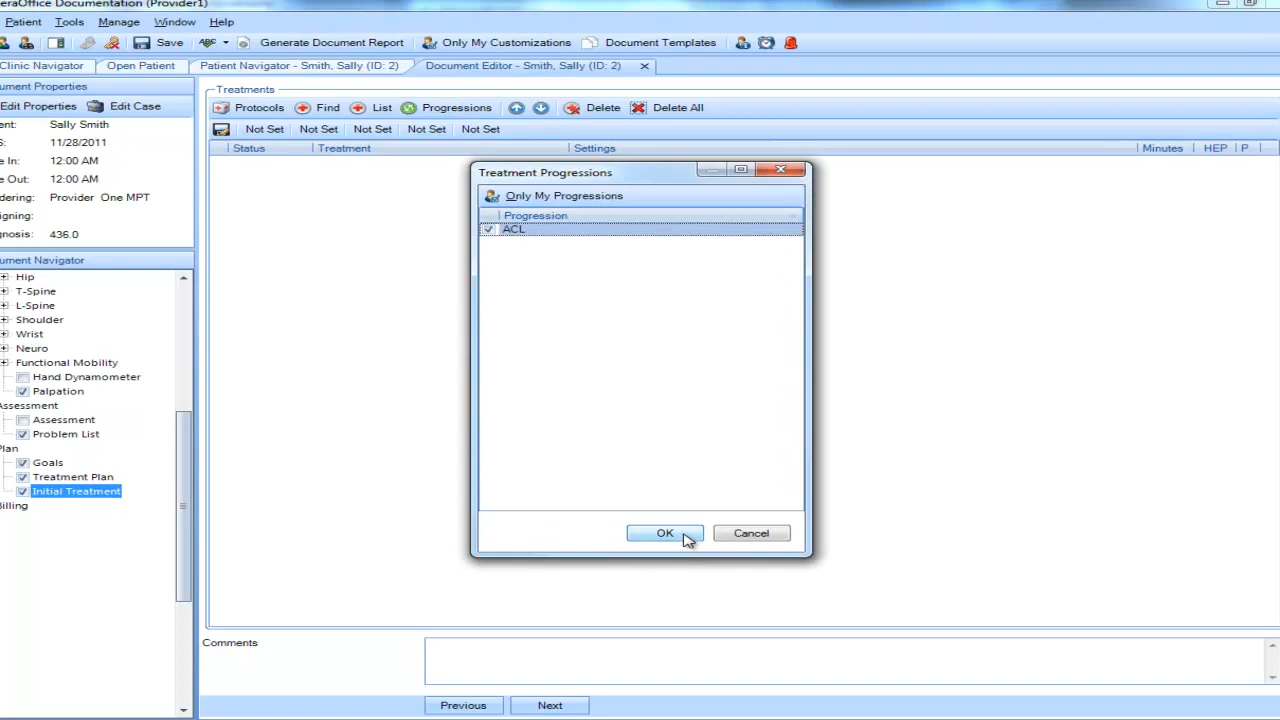 eraOffice Documentation (Provider1)
Patient Tools Manage Window Help
Save ABC Generate Document Report Only My Customizations Document Templates
Clinic Navigator Open Patient Patient Navigator - Smith, Sally (ID: 2) Document Editor - Smith, Sally (ID: 2)
ument Properties
Edit Properties Edit Case
ent: Sally Smith
S: 11/28/2011
e In: 12:00 AM
e Out: 12:00 AM
dering: Provider One MPT
igning:
gnosis: 436.0
ument Navigator
Hip
T-Spine
L-Spine
Shoulder
Wrist
Neuro
Functional Mobility
Hand Dynamometer
Palpation
Assessment
Assessment
Problem List
Plan
Goals
Treatment Plan
Initial Treatment
Billing
Treatments
Protocols Find List Progressions Delete Delete All
Not Set Not Set Not Set Not Set Not Set
Status Treatment Settings Minutes HEP P
Treatment Progressions
Only My Progressions
Progression
ACL
OK Cancel
Comments
Previous Next